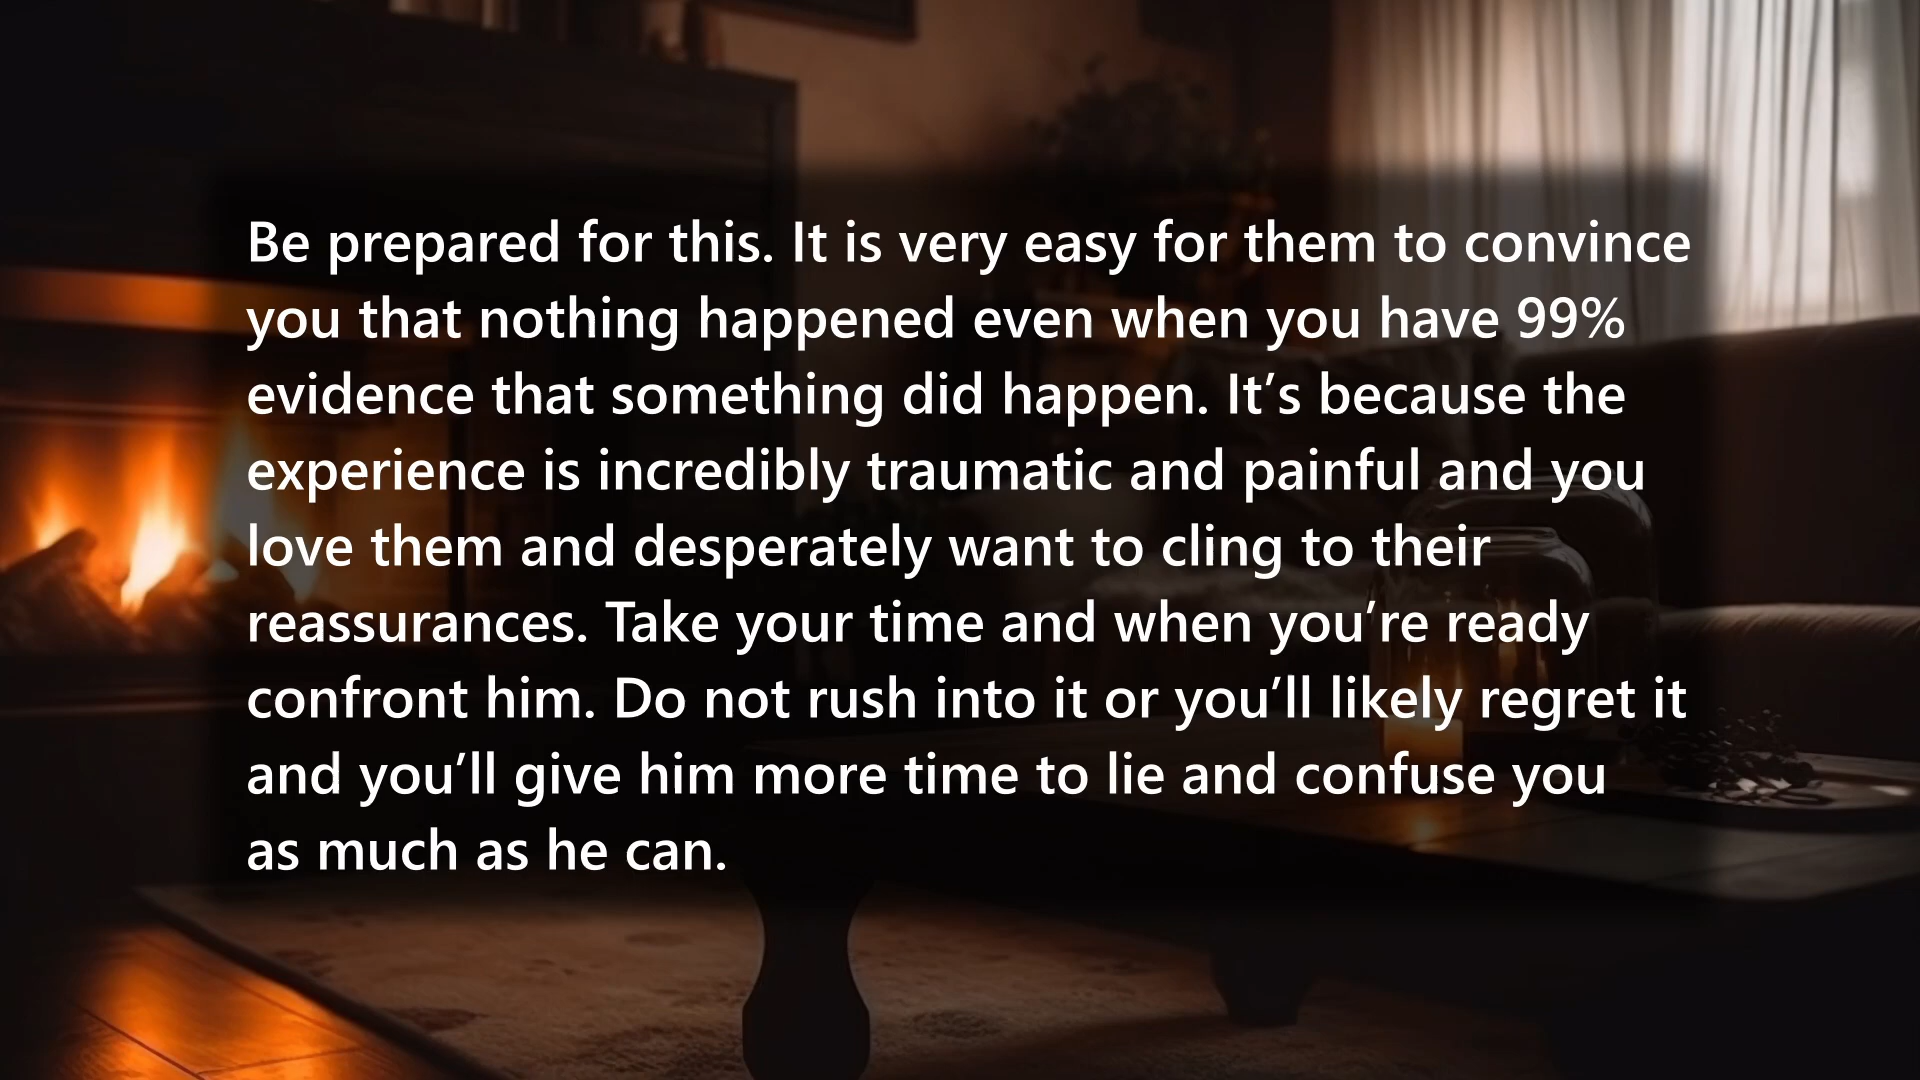 Be prepared for this. It is very easy for them to convince
you that nothing happened even when you have 99%
evidence that something did happen. It’s because the
experience is incredibly traumatic and painful and you
love them and desperately want to cling to their
reassurances. Take your time and when you’re ready
confront him. Do not rush into it or you’ll likely regret it
and you’ll give him more time to lie and confuse you
as much as he can.